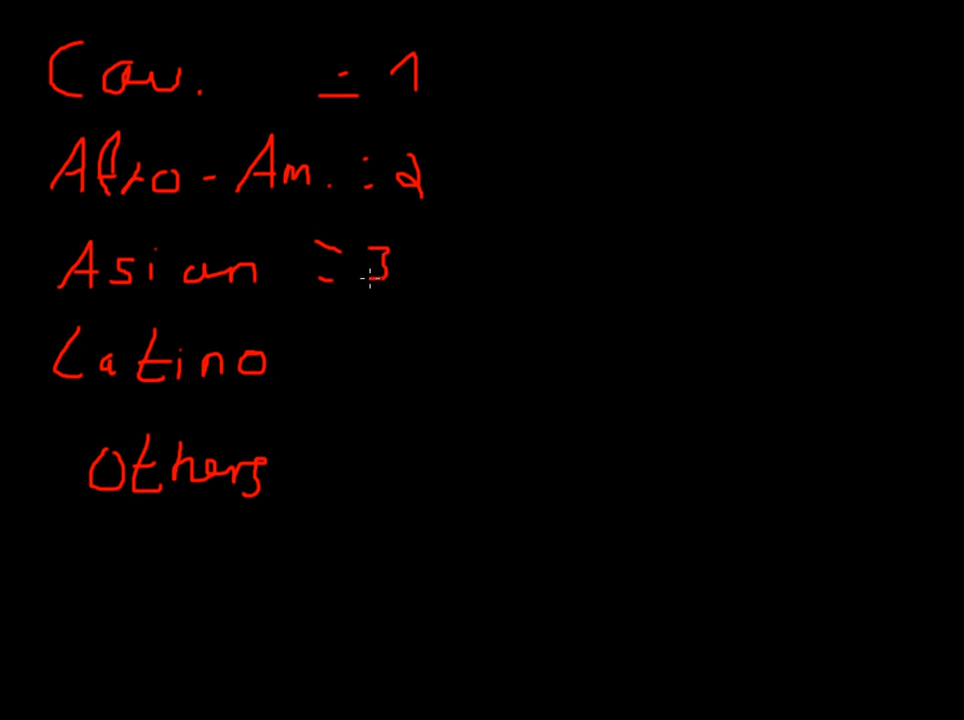 Cau. = 1
Afro-Am. = 2
Asian = 3
Latino
Others